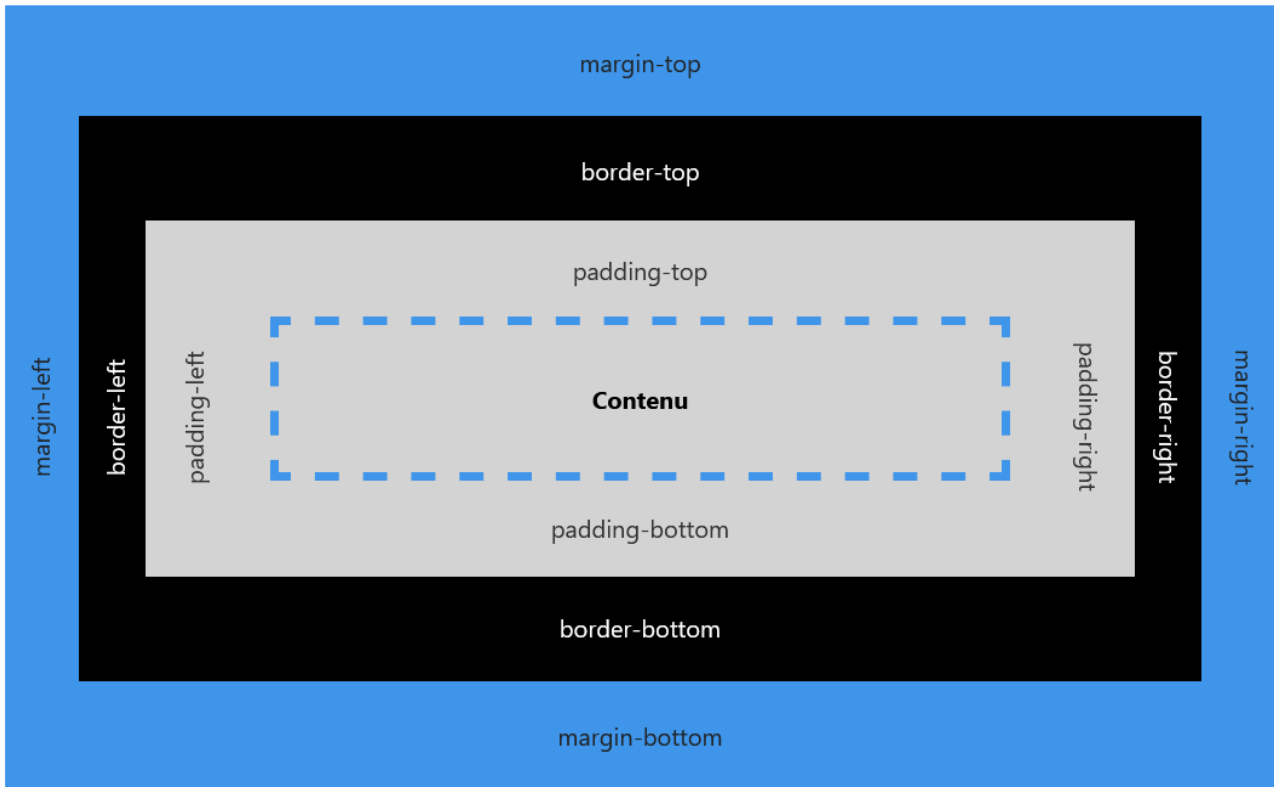 margin-top
border-top
padding-top
margin-left
border-left
padding-left
Contenu
padding-right
border-right
margin-right
padding-bottom
border-bottom
margin-bottom